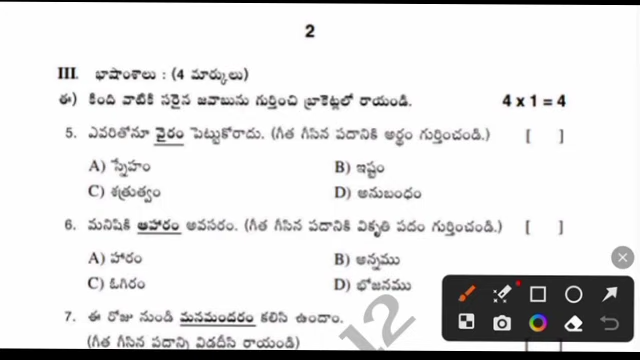 2
III. భాషాంశాలు : (4 మార్కులు)
ఈ) కింది వాటికి సరైన జవాబును గుర్తించి బ్రాకెట్లలో రాయండి. 4 x 1 = 4
5. ఎవరితోనూ వైరం పెట్టుకోరాదు. (గీత గీసిన పదానికి అర్థం గుర్తించండి.) [ ]
A) స్నేహం B) ఇష్టం
C) శత్రుత్వం D) అనుబంధం
6. మనిషికి ఆహారం అవసరం. (గీత గీసిన పదానికి వికృతి పదం గుర్తించండి.) [ ]
A) హారం B) అన్నము
C) ఓగిరం D) భోజనము
7. ఈ రోజు నుండి మనమందరం కలిసి ఉందాం.
(గీత గీసిన పదాన్ని విడదీసి రాయండి) [ ]
12